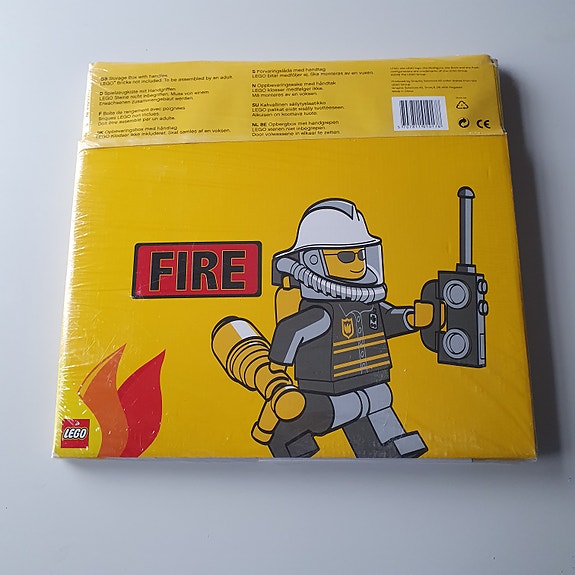 GB Storage Box with handles.
LEGO® Bricks not included. To be assembled by an adult.
D Spielzeugkiste mit Handgriffen
LEGO Steine nicht inbegriffen. Muss von einem
Erwachsenen zusammengebaut werden.
F Boîte de rangement avec poignées
Briques LEGO non incluses.
Doit être assemblé par un adulte.
DK Opbevaringsboks med håndtag
LEGO klodser ikke inkluderet. Skal samles af en voksen.
S Förvaringslåda med handtag
LEGO bitar medföljer ej. Ska monteras av en vuxen
N Oppbevaringseske med håndtak
LEGO klosser medfølger ikke.
Må monteres av en voksen.
SU Kahvallinen säilytyslaatikko
LEGO palikat eivät sisälly tuotteeseen.
Aikuisen on koottava tuote.
NL BE Opbergbox met handgrepen
LEGO stenen niet inbegrepen.
Door volwassene in elkaar te zetten.
CE
FIRE
LEGO